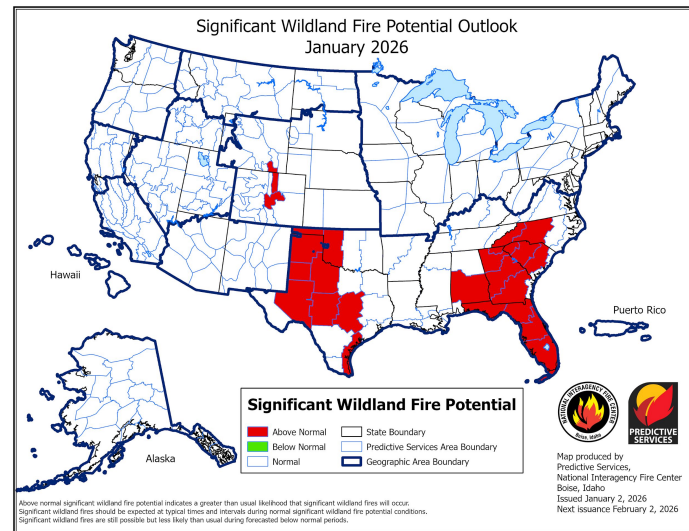 Significant Wildland Fire Potential Outlook
January 2026
Hawaii
Puerto Rico
Alaska
Significant Wildland Fire Potential
Above Normal
Below Normal
Normal
State Boundary
Predictive Services Area Boundary
Geographic Area Boundary
NATIONAL INTERAGENCY FIRE CENTER
Boise, Idaho
PREDICTIVE
SERVICES
Map produced by
Predictive Services,
National Interagency Fire Center
Boise, Idaho
Issued January 2, 2026
Next issuance February 2, 2026
Above normal significant wildland fire potential indicates a greater than usual likelihood that significant wildland fires will occur.
Significant wildland fires should be expected at typical times and intervals during normal significant wildland fire potential conditions.
Significant wildland fires are still possible but less likely than usual during forecasted below normal periods.